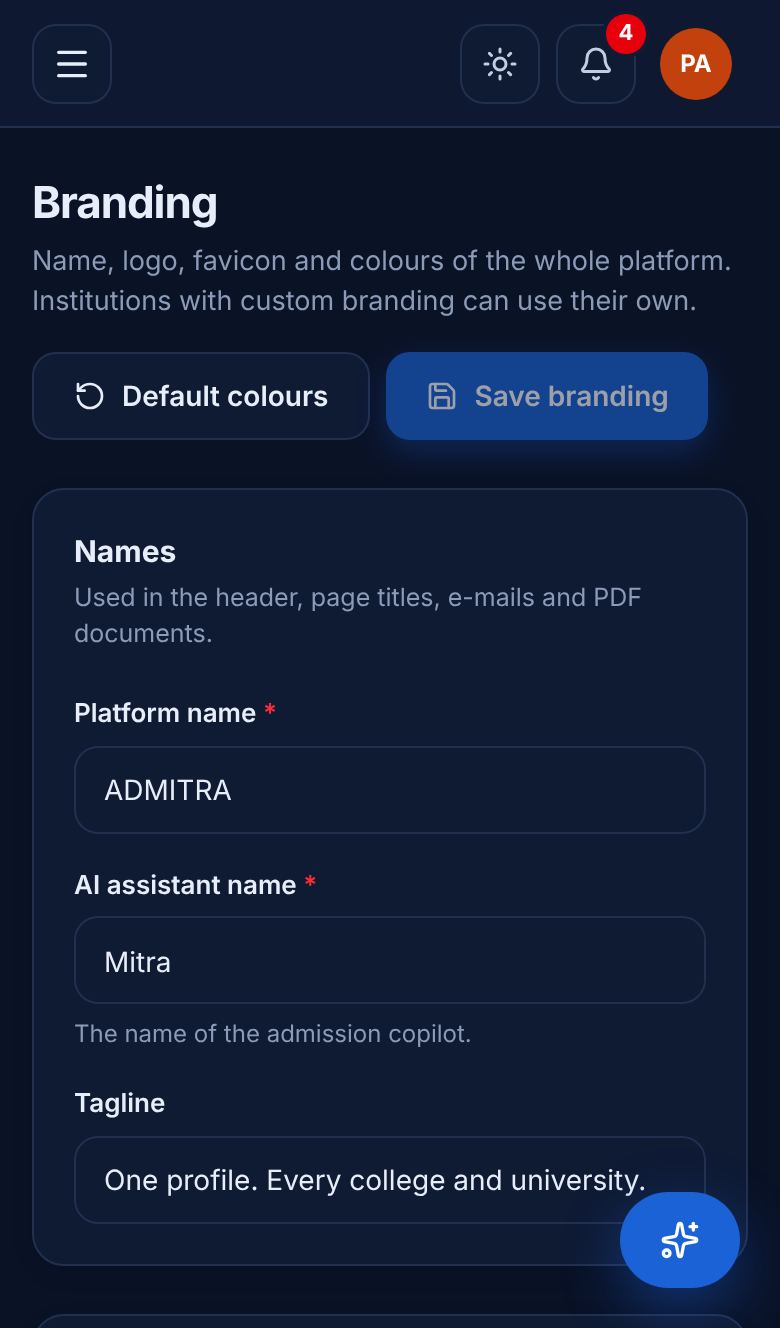 4
PA
Branding
Name, logo, favicon and colours of the whole platform.
Institutions with custom branding can use their own.
Default colours
Save branding
Names
Used in the header, page titles, e-mails and PDF
documents.
Platform name *
ADMITRA
AI assistant name *
Mitra
The name of the admission copilot.
Tagline
One profile. Every college and university.